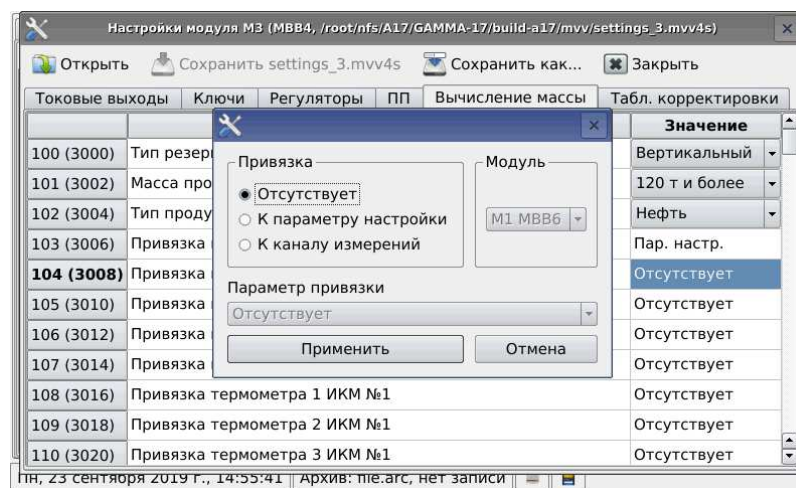 Настройки модуля М3 (МВВ4, /root/nfs/A17/GAMMA-17/build-a17/mvv/settings_3.mvv4s)
Открыть Сохранить settings_3.mvv4s Сохранить как... Закрыть
Токовые выходы Ключи Регуляторы ПП Вычисление массы Табл. корректировки
Значение
100 (3000) Тип резер Вертикальный
101 (3002) Масса про 120 т и более
102 (3004) Тип проду Нефть
103 (3006) Привязка Пар. настр.
104 (3008) Привязка Отсутствует
105 (3010) Привязка Отсутствует
106 (3012) Привязка Отсутствует
107 (3014) Привязка Отсутствует
108 (3016) Привязка термометра 1 ИКМ №1 Отсутствует
109 (3018) Привязка термометра 2 ИКМ №1 Отсутствует
110 (3020) Привязка термометра 3 ИКМ №1 Отсутствует
Привязка
Отсутствует
К параметру настройки
К каналу измерений
Модуль
М1 МВВ6
Параметр привязки
Отсутствует
Применить Отмена
Пн, 23 сентября 2019 г., 14:55:41 Архив: file.arc, нет записи